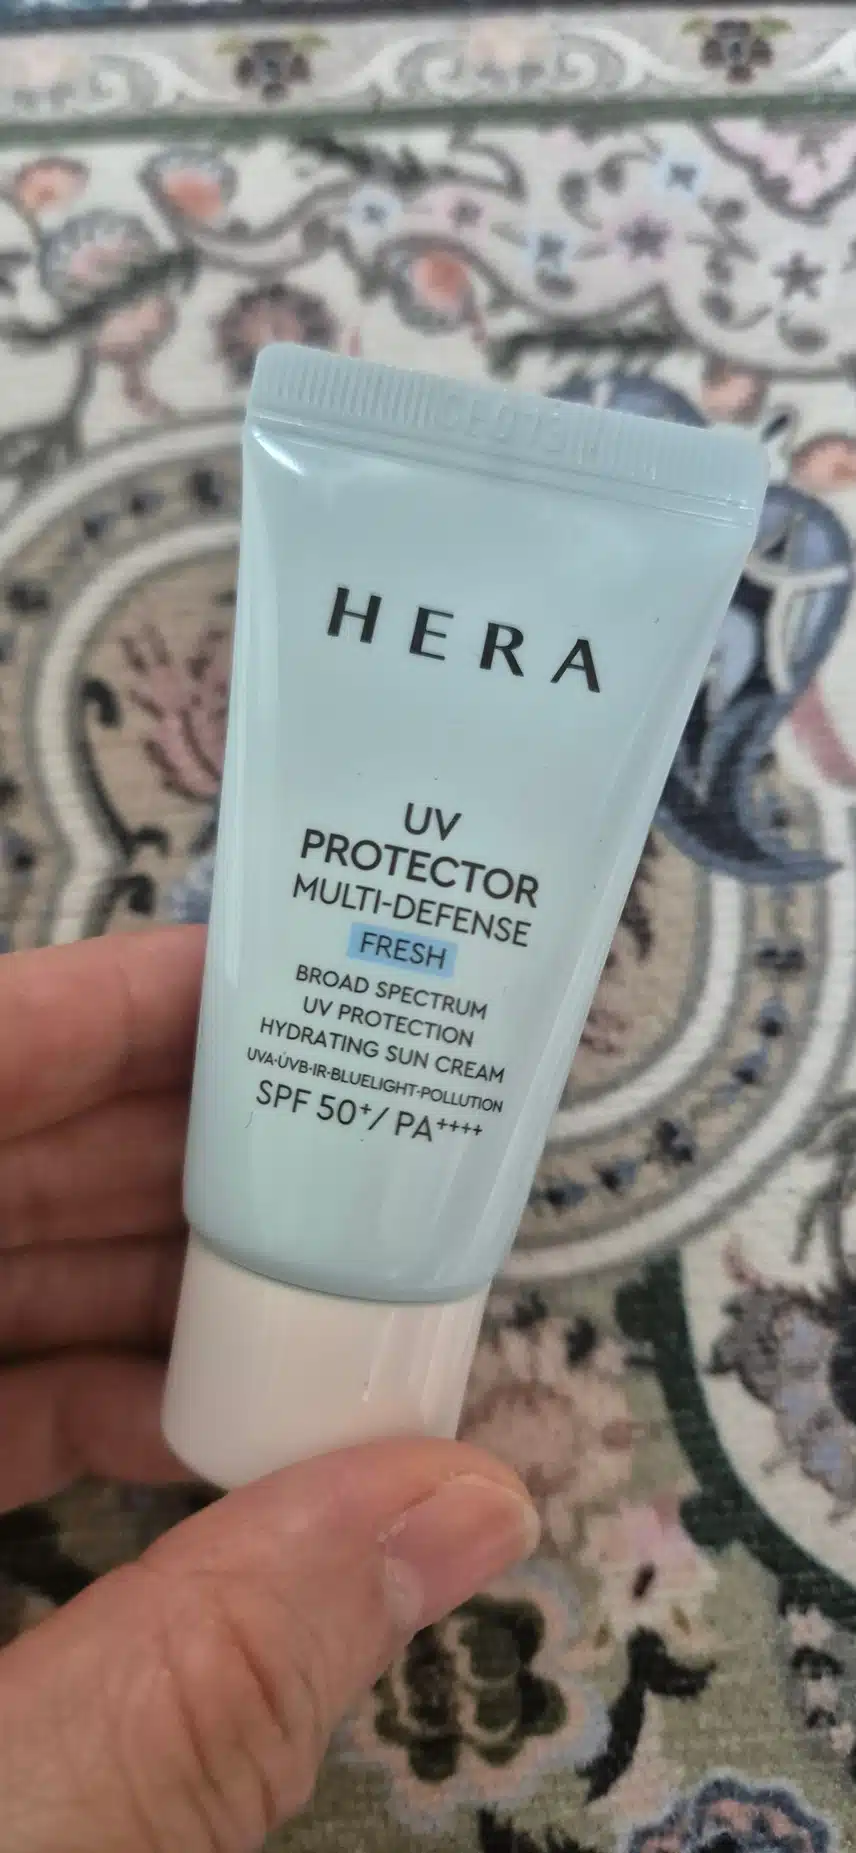 HERA
UV
PROTECTOR
MULTI-DEFENSE
FRESH
BROAD SPECTRUM
UV PROTECTION
HYDRATING SUN CREAM
UVA·UVB·IR·BLUELIGHT·POLLUTION
SPF 50⁺/ PA⁺⁺⁺⁺